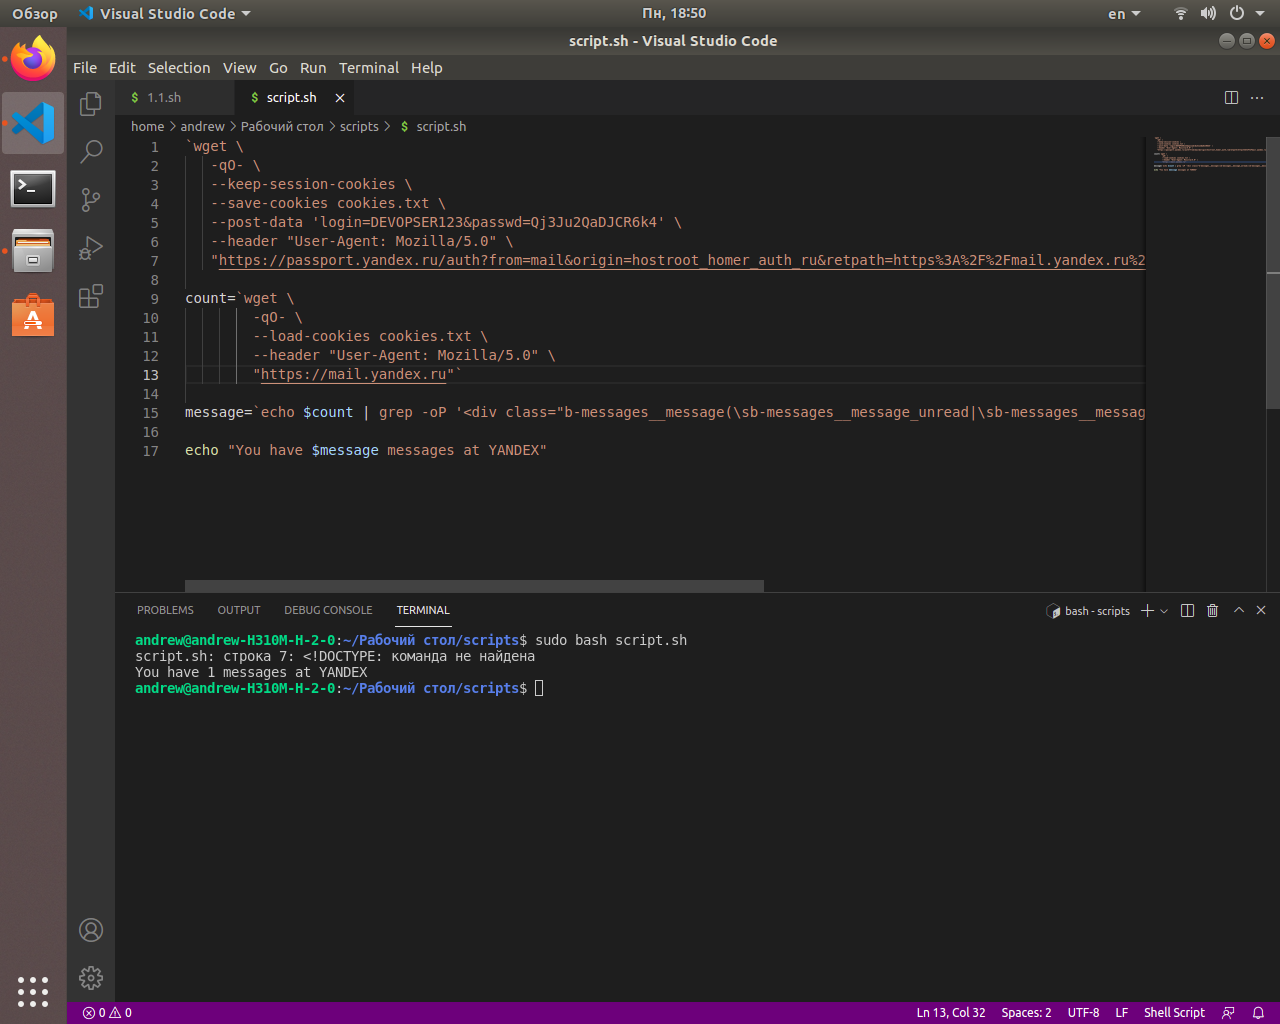 Обзор Visual Studio Code Пн, 18:50 en
script.sh - Visual Studio Code
File Edit Selection View Go Run Terminal Help
$ 1.1.sh $ script.sh
home > andrew > Рабочий стол > scripts > $ script.sh
1 `wget \
2 -qO- \
3 --keep-session-cookies \
4 --save-cookies cookies.txt \
5 --post-data 'login=DEVOPSER123&passwd=Qj3Ju2QaDJCR6k4' \
6 --header "User-Agent: Mozilla/5.0" \
7 "https://passport.yandex.ru/auth?from=mail&origin=hostroot_homer_auth_ru&retpath=https%3A%2F%2Fmail.yandex.ru%2
8
9 count=`wget \
10 -qO- \
11 --load-cookies cookies.txt \
12 --header "User-Agent: Mozilla/5.0" \
13 "https://mail.yandex.ru"`
14
15 message=`echo $count | grep -oP '<div class="b-messages__message(\sb-messages__message_unread|\sb-messages__messag
16
17 echo "You have $message messages at YANDEX"
PROBLEMS OUTPUT DEBUG CONSOLE TERMINAL bash - scripts
andrew@andrew-H310M-H-2-0:~/Рабочий стол/scripts$ sudo bash script.sh
script.sh: строка 7: <!DOCTYPE: команда не найдена
You have 1 messages at YANDEX
andrew@andrew-H310M-H-2-0:~/Рабочий стол/scripts$
0 0 Ln 13, Col 32 Spaces: 2 UTF-8 LF Shell Script